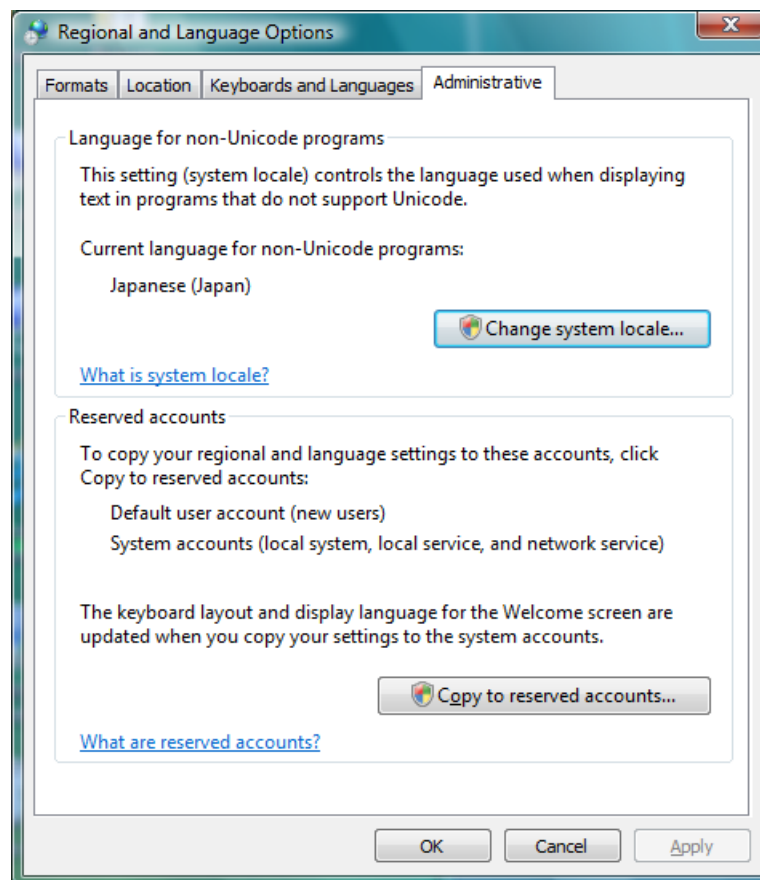 Regional and Language Options
Formats Location Keyboards and Languages Administrative
Language for non-Unicode programs
This setting (system locale) controls the language used when displaying
text in programs that do not support Unicode.
Current language for non-Unicode programs:
Japanese (Japan)
Change system locale...
What is system locale?
Reserved accounts
To copy your regional and language settings to these accounts, click
Copy to reserved accounts:
Default user account (new users)
System accounts (local system, local service, and network service)
The keyboard layout and display language for the Welcome screen are
updated when you copy your settings to the system accounts.
Copy to reserved accounts...
What are reserved accounts?
OK Cancel Apply